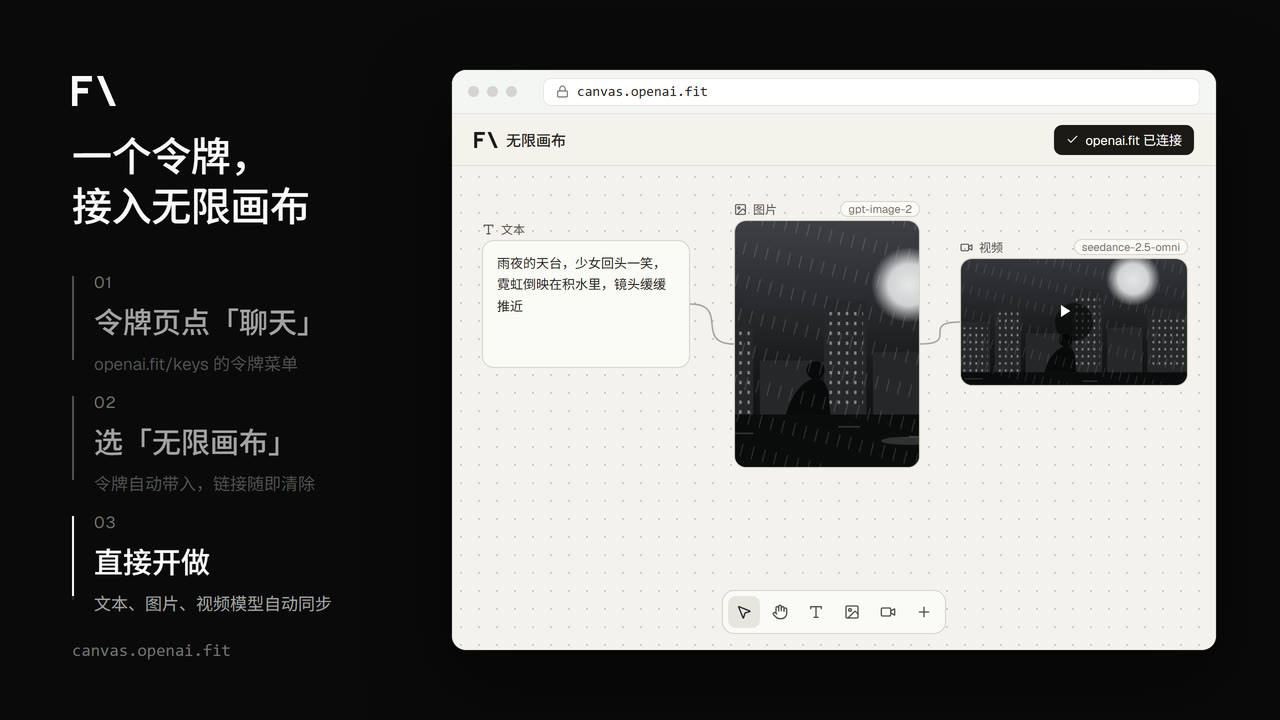 F\
一个令牌，
接入无限画布
01
令牌页点「聊天」
openai.fit/keys 的令牌菜单
02
选「无限画布」
令牌自动带入，链接随即清除
03
直接开做
文本、图片、视频模型自动同步
canvas.openai.fit
canvas.openai.fit
F\ 无限画布
openai.fit 已连接
文本
雨夜的天台，少女回头一笑，
霓虹倒映在积水里，镜头缓缓
推近
图片
gpt-image-2
视频
seedance-2.5-omni
T